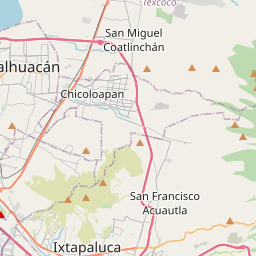 Texcoco
San Miguel
Coatlinchán
alhuacán
Chicoloapan
San Francisco
Acuautla
Ixtapaluca